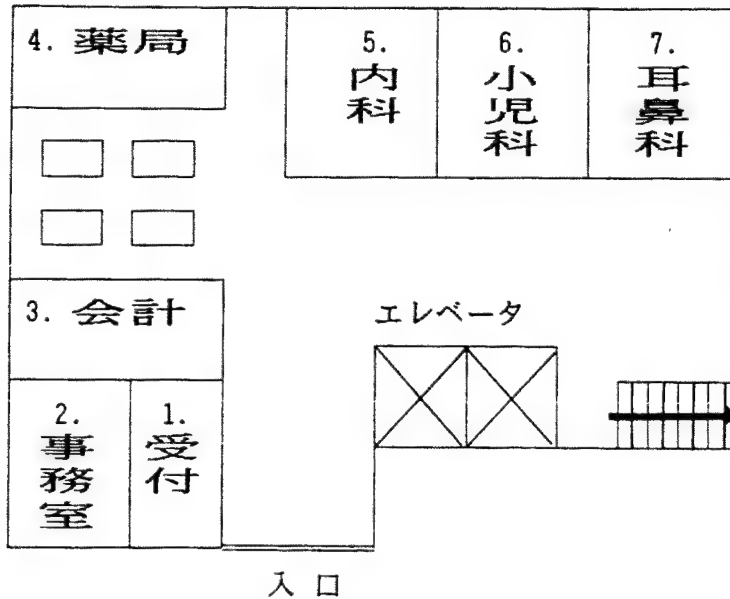 4. 薬局
5. 内科
6. 小児科
7. 耳鼻科
3. 会計
エレベータ
2. 事務室
1. 受付
入口